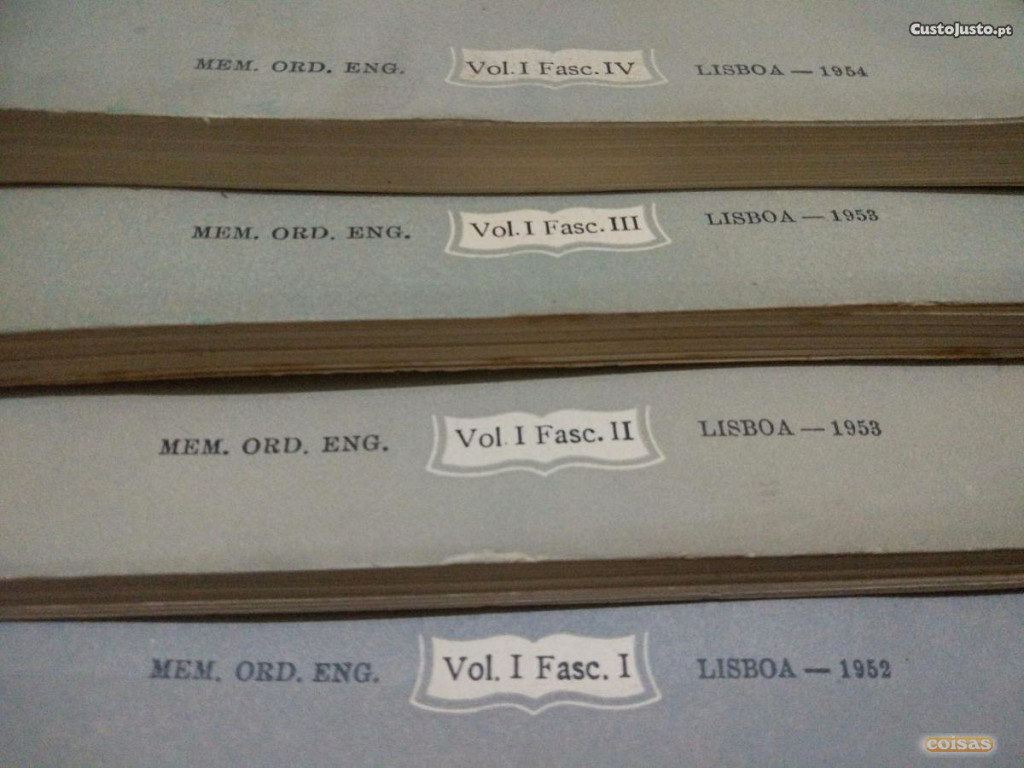 CustoJusto.pt
MEM. ORD. ENG. Vol. I Fasc. IV LISBOA — 1954
MEM. ORD. ENG. Vol. I Fasc. III LISBOA — 1953
MEM. ORD. ENG. Vol. I Fasc. II LISBOA — 1953
MEM. ORD. ENG. Vol. I Fasc. I LISBOA — 1952
coisas